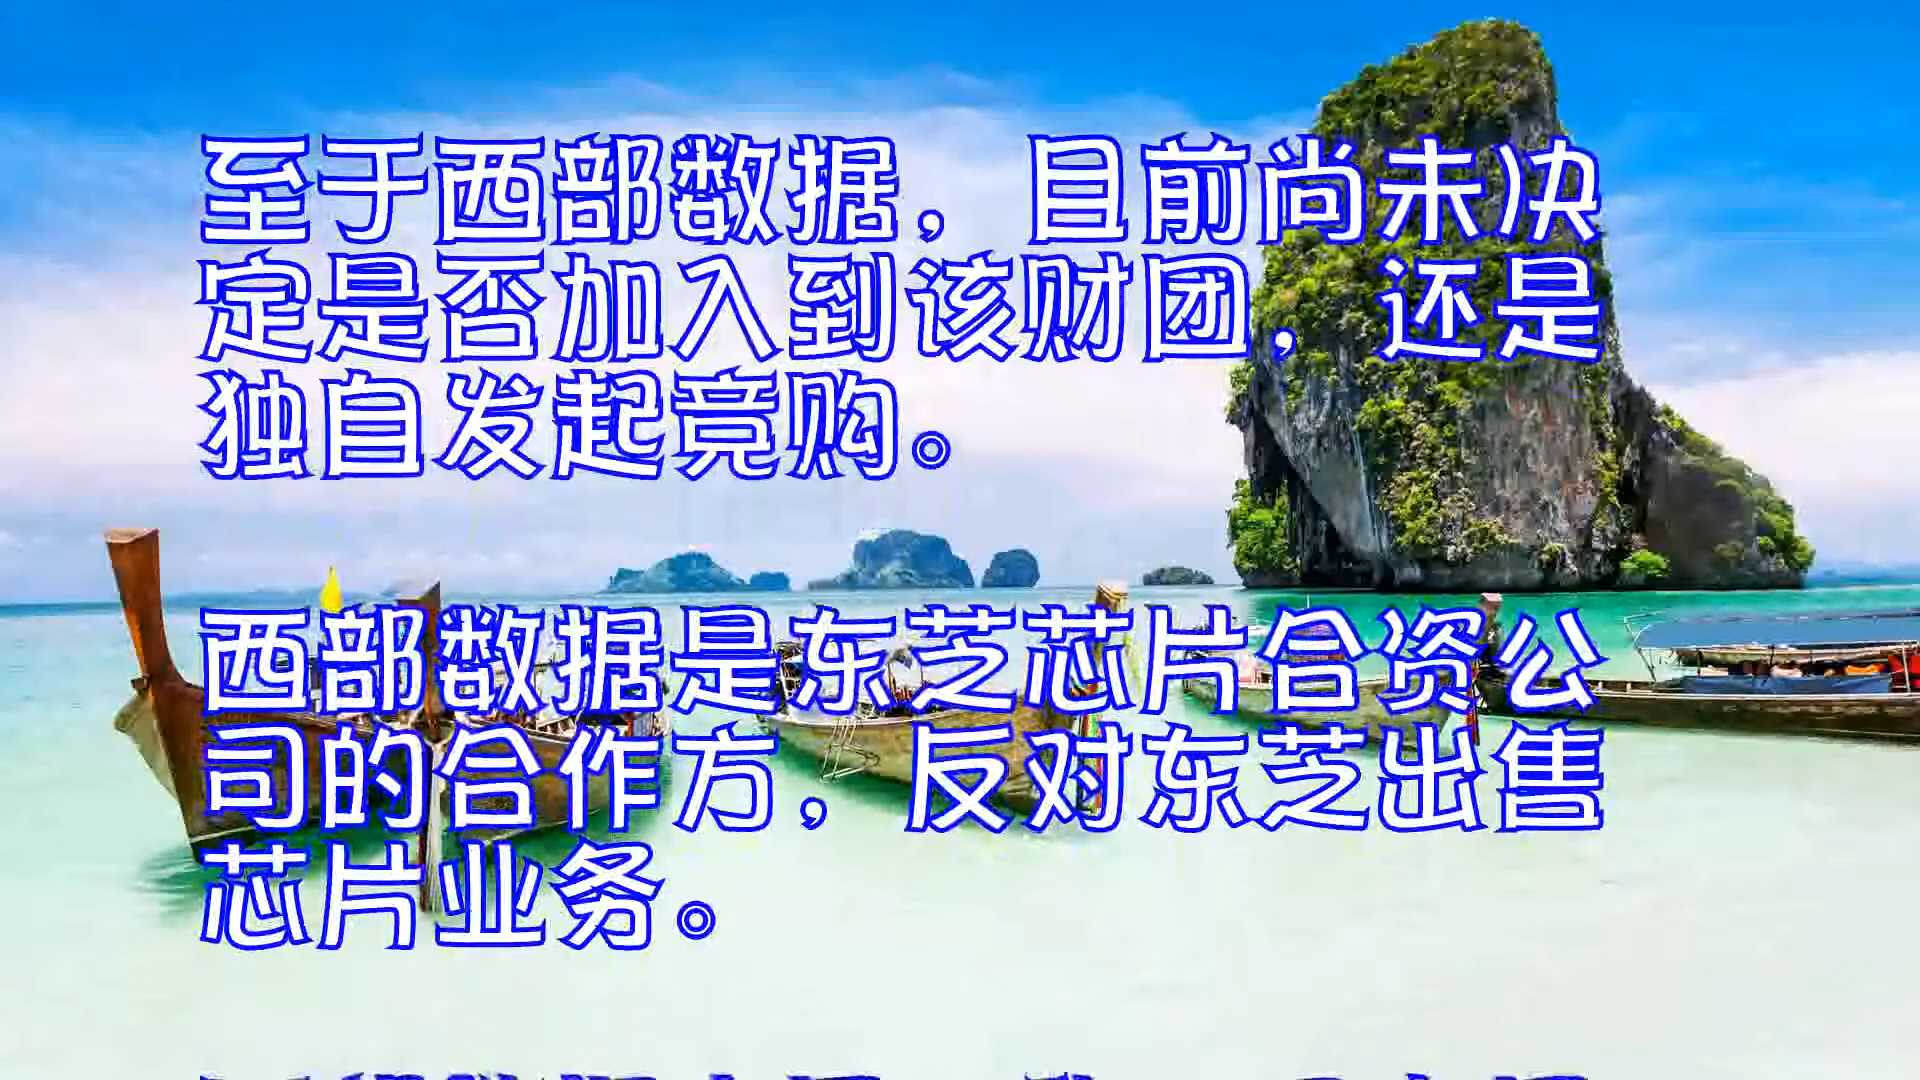 至于西部数据，目前尚未决
定是否加入到该财团，还是
独自发起竞购。
西部数据是东芝芯片合资公
司的合作方，反对东芝出售
芯片业务。